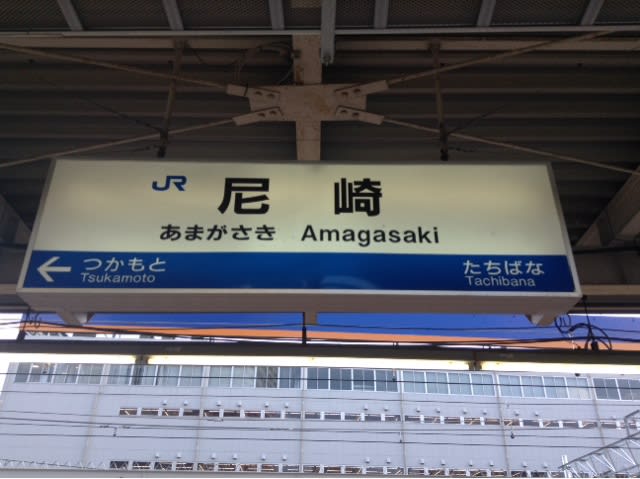 JR 尼崎
あまがさき Amagasaki
← つかもと たちばな
Tsukamoto Tachibana